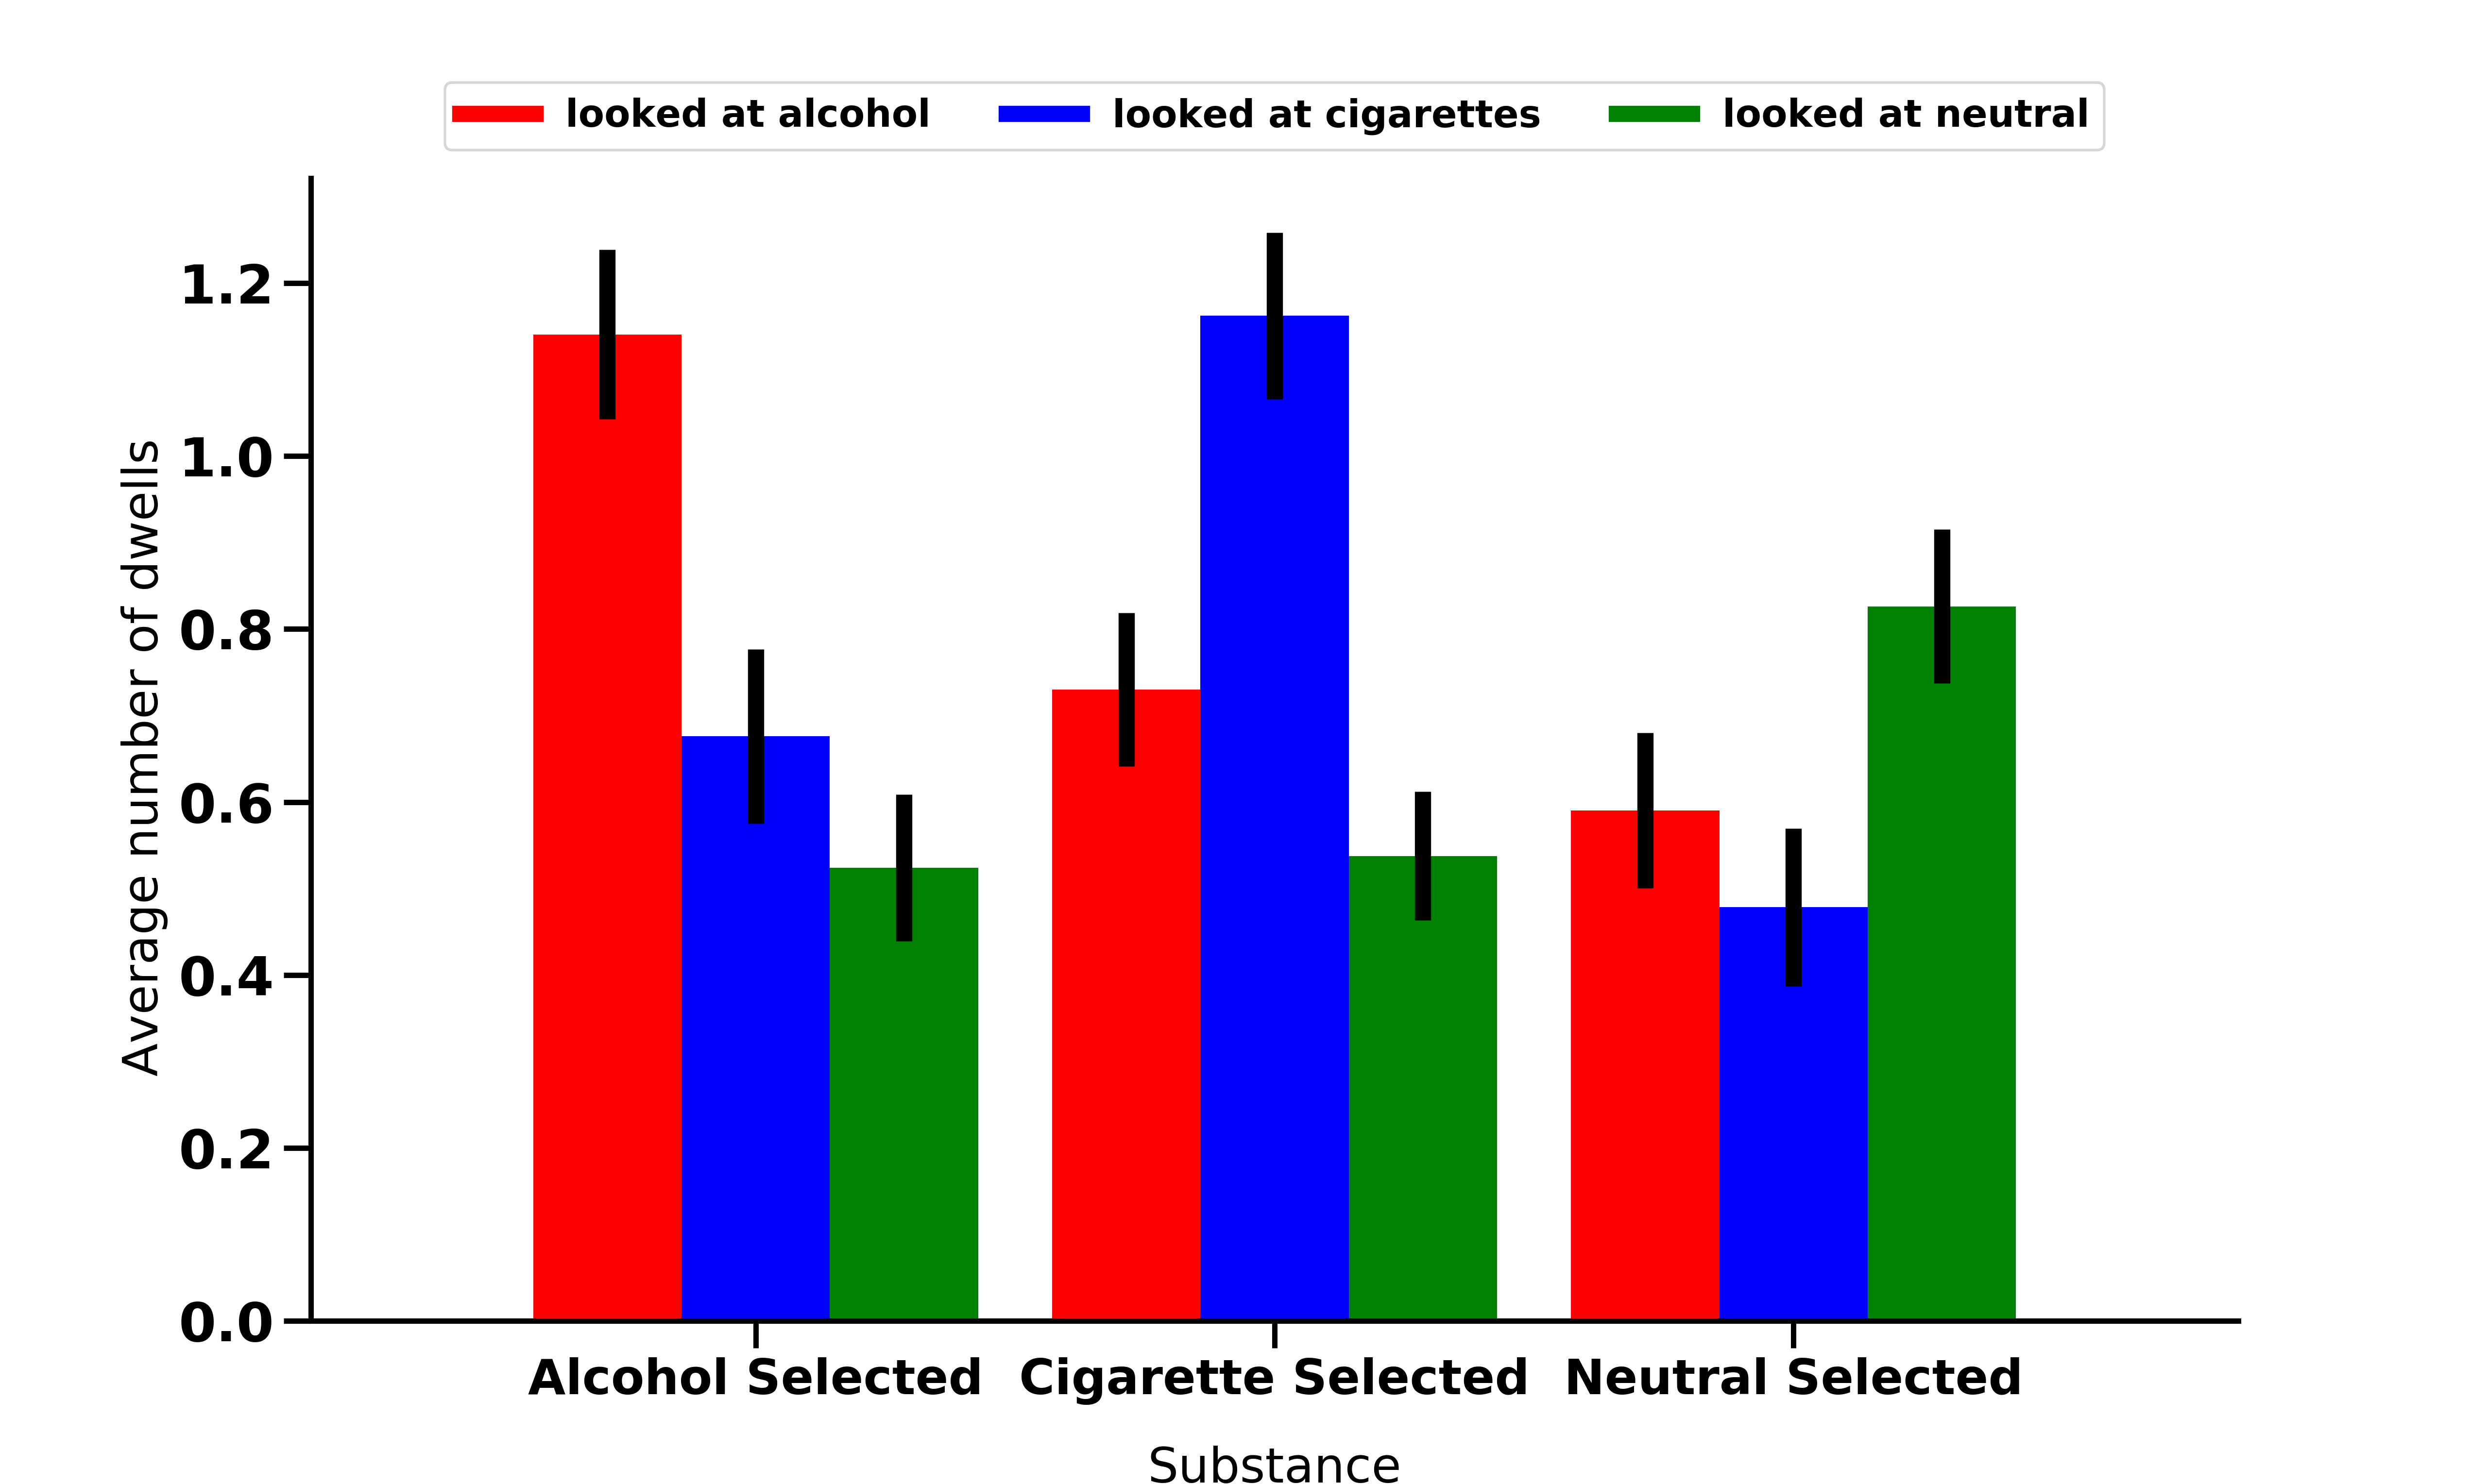 looked at alcohol looked at cigarettes looked at neutral
Average number of dwells
1.2
1.0
0.8
0.6
0.4
0.2
0.0
Alcohol Selected Cigarette Selected Neutral Selected
Substance